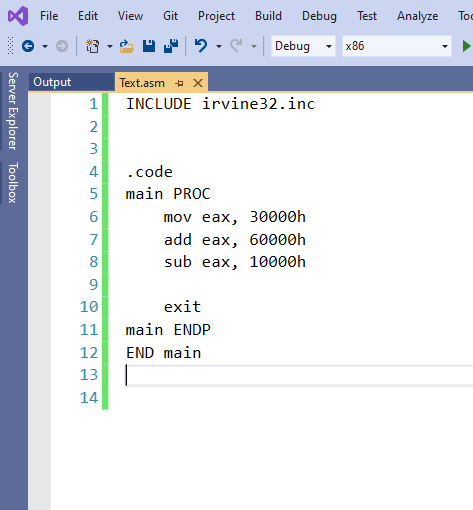 File Edit View Git Project Build Debug Test Analyze
Debug x86
Server Explorer
Toolbox
Output Text.asm
1 INCLUDE irvine32.inc
2
3
4 .code
5 main PROC
6 mov eax, 30000h
7 add eax, 60000h
8 sub eax, 10000h
9
10 exit
11 main ENDP
12 END main
13
14